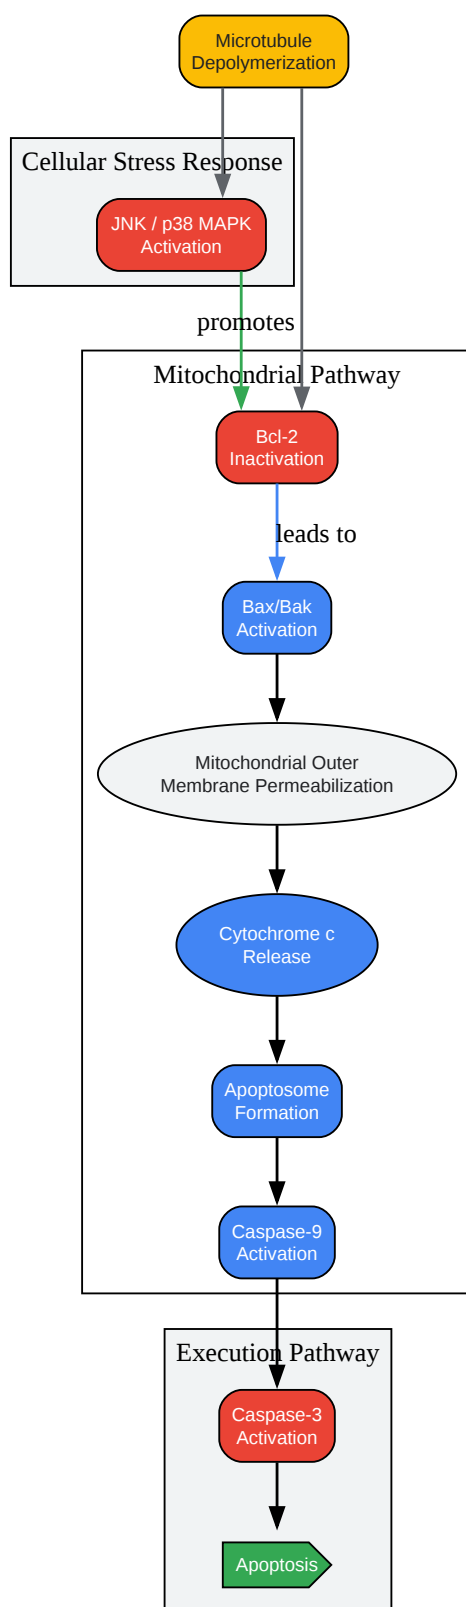 Microtubule
Depolymerization
Cellular Stress Response
JNK / p38 MAPK
Activation
promotes
Mitochondrial Pathway
Bcl-2
Inactivation
leads to
Bax/Bak
Activation
Mitochondrial Outer
Membrane Permeabilization
Cytochrome c
Release
Apoptosome
Formation
Caspase-9
Activation
Execution Pathway
Caspase-3
Activation
Apoptosis